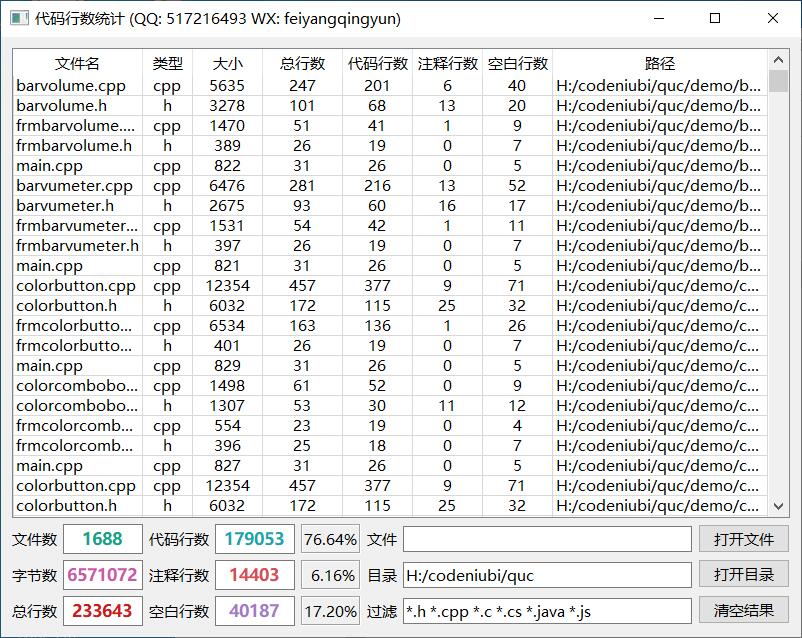 代码行数统计 (QQ: 517216493 WX: feiyangqingyun)
文件名 类型 大小 总行数 代码行数 注释行数 空白行数 路径
barvolume.cpp cpp 5635 247 201 6 40 H:/codeniubi/quc/demo/b...
barvolume.h h 3278 101 68 13 20 H:/codeniubi/quc/demo/b...
frmbarvolume.... cpp 1470 51 41 1 9 H:/codeniubi/quc/demo/b...
frmbarvolume.h h 389 26 19 0 7 H:/codeniubi/quc/demo/b...
main.cpp cpp 822 31 26 0 5 H:/codeniubi/quc/demo/b...
barvumeter.cpp cpp 6476 281 216 13 52 H:/codeniubi/quc/demo/b...
barvumeter.h h 2675 93 60 16 17 H:/codeniubi/quc/demo/b...
frmbarvumeter... cpp 1531 54 42 1 11 H:/codeniubi/quc/demo/b...
frmbarvumeter.h h 397 26 19 0 7 H:/codeniubi/quc/demo/b...
main.cpp cpp 821 31 26 0 5 H:/codeniubi/quc/demo/b...
colorbutton.cpp cpp 12354 457 377 9 71 H:/codeniubi/quc/demo/c...
colorbutton.h h 6032 172 115 25 32 H:/codeniubi/quc/demo/c...
frmcolorbutto... cpp 6534 163 136 1 26 H:/codeniubi/quc/demo/c...
frmcolorbutto... h 401 26 19 0 7 H:/codeniubi/quc/demo/c...
main.cpp cpp 829 31 26 0 5 H:/codeniubi/quc/demo/c...
colorcombobo... cpp 1498 61 52 0 9 H:/codeniubi/quc/demo/c...
colorcombobo... h 1307 53 30 11 12 H:/codeniubi/quc/demo/c...
frmcolorcomb... cpp 554 23 19 0 4 H:/codeniubi/quc/demo/c...
frmcolorcomb... h 396 25 18 0 7 H:/codeniubi/quc/demo/c...
main.cpp cpp 827 31 26 0 5 H:/codeniubi/quc/demo/c...
colorbutton.cpp cpp 12354 457 377 9 71 H:/codeniubi/quc/demo/c...
colorbutton.h h 6032 172 115 25 32 H:/codeniubi/quc/demo/c...
文件数 1688 代码行数 179053 76.64% 文件 打开文件
字节数 6571072 注释行数 14403 6.16% 目录 H:/codeniubi/quc 打开目录
总行数 233643 空白行数 40187 17.20% 过滤 *.h *.cpp *.c *.cs *.java *.js 清空结果